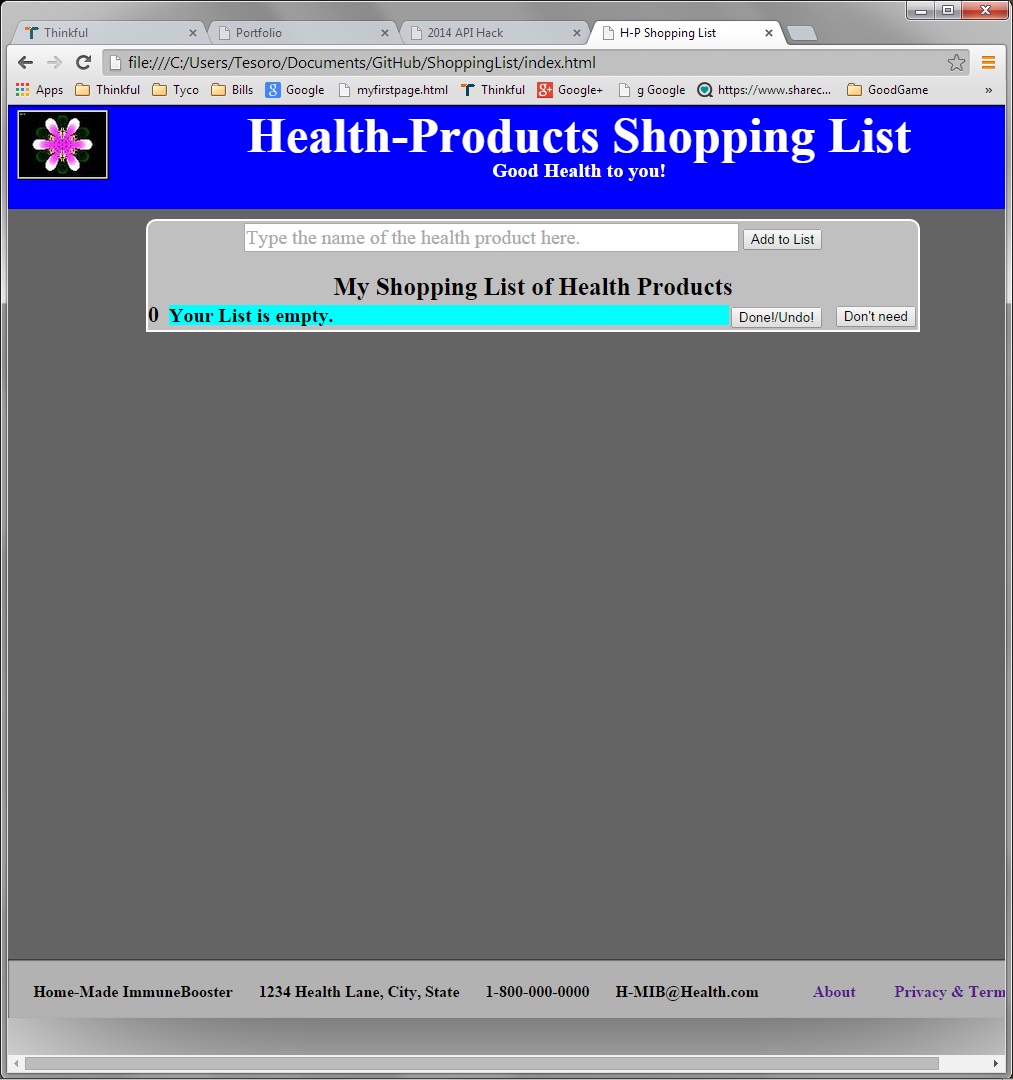 Thinkful
Portfolio
2014 API Hack
H-P Shopping List
file:///C:/Users/Tesoro/Documents/GitHub/ShoppingList/index.html
Apps Thinkful Tyco Bills Google myfirstpage.html Thinkful Google+ g Google https://www.sharec... GoodGame »
Health-Products Shopping List
Good Health to you!
Type the name of the health product here. Add to List
My Shopping List of Health Products
0 Your List is empty. Done!/Undo! Don't need
Home-Made ImmuneBooster 1234 Health Lane, City, State 1-800-000-0000 H-MIB@Health.com About Privacy & Term